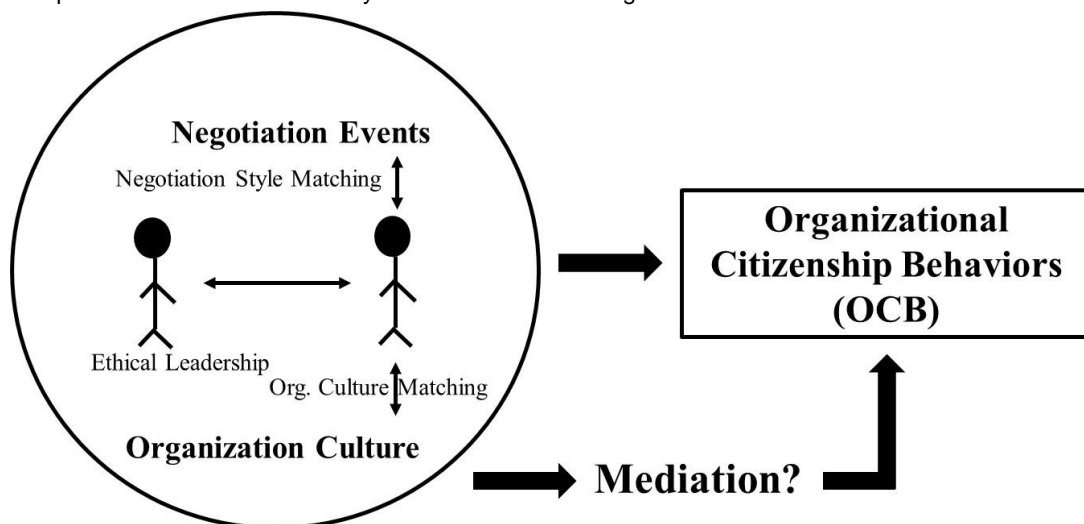 Negotiation Events
Negotiation Style Matching
Ethical Leadership
Org. Culture Matching
Organization Culture
Organizational
Citizenship Behaviors
(OCB)
Mediation?